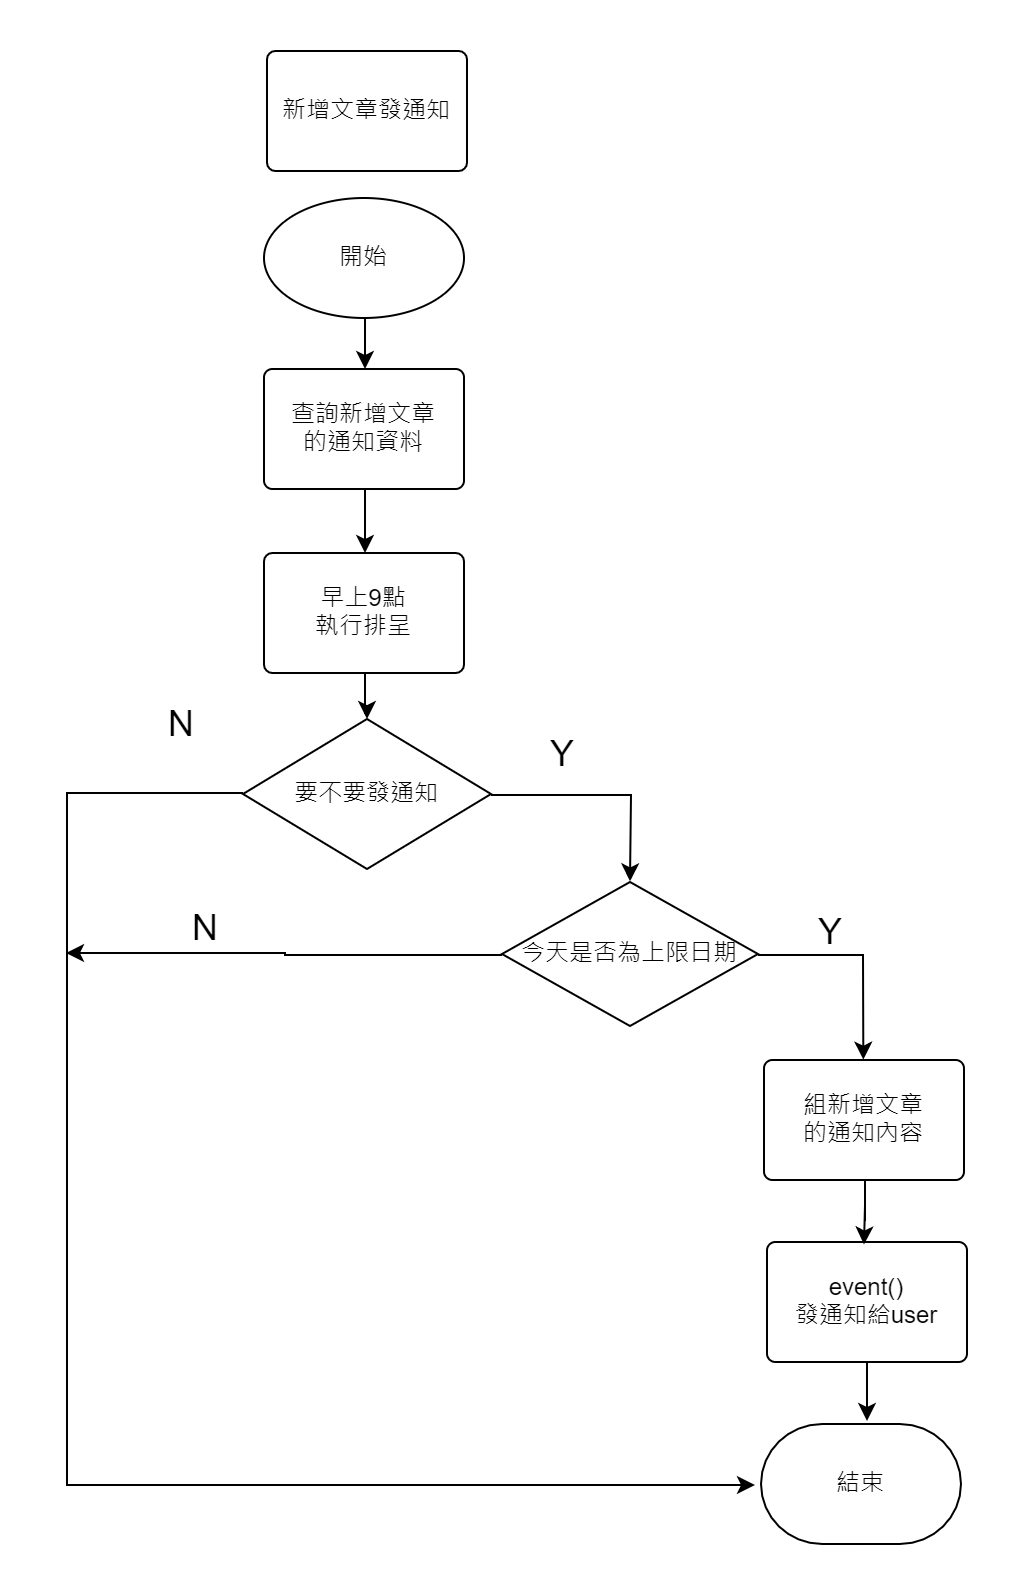 新增文章發通知
開始
查詢新增文章
的通知資料
早上9點
執行排呈
N
要不要發通知
Y
N
今天是否為上限日期
Y
組新增文章
的通知內容
event()
發通知給user
結束